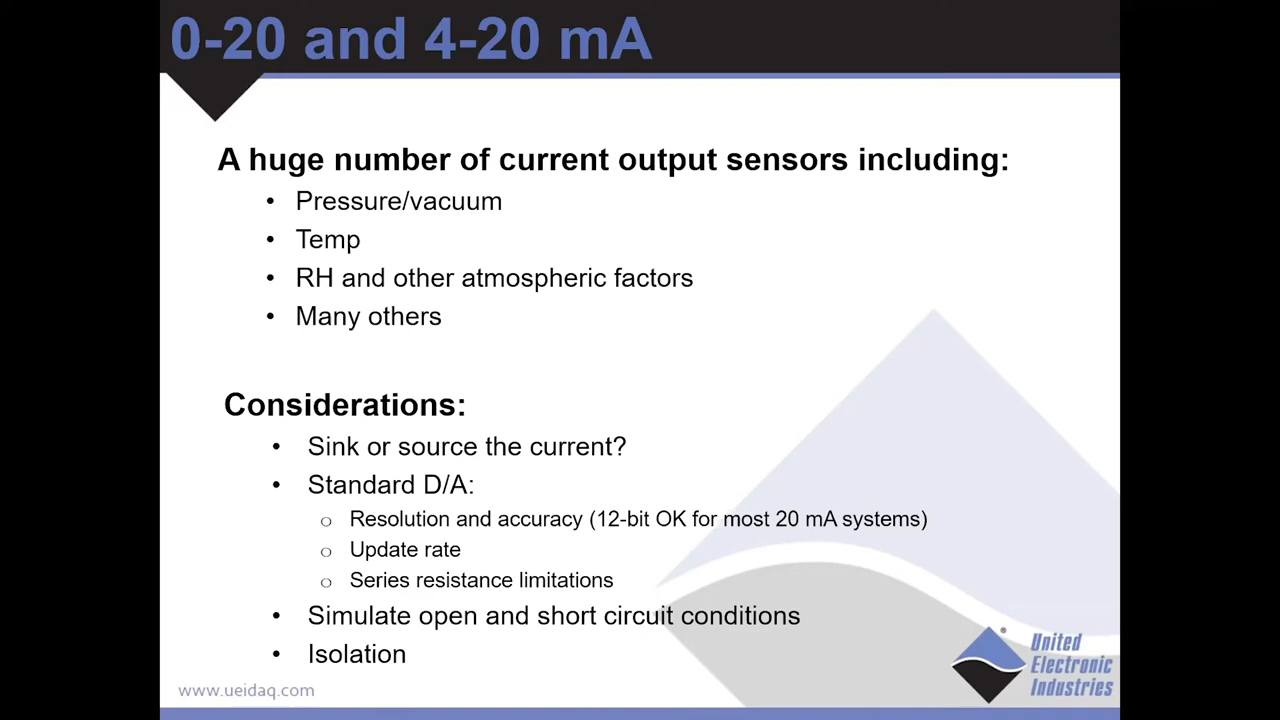 0-20 and 4-20 mA
A huge number of current output sensors including:
• Pressure/vacuum
• Temp
• RH and other atmospheric factors
• Many others
Considerations:
• Sink or source the current?
• Standard D/A:
o Resolution and accuracy (12-bit OK for most 20 mA systems)
o Update rate
o Series resistance limitations
• Simulate open and short circuit conditions
• Isolation
www.ueidaq.com
®
United
Electronic
Industries